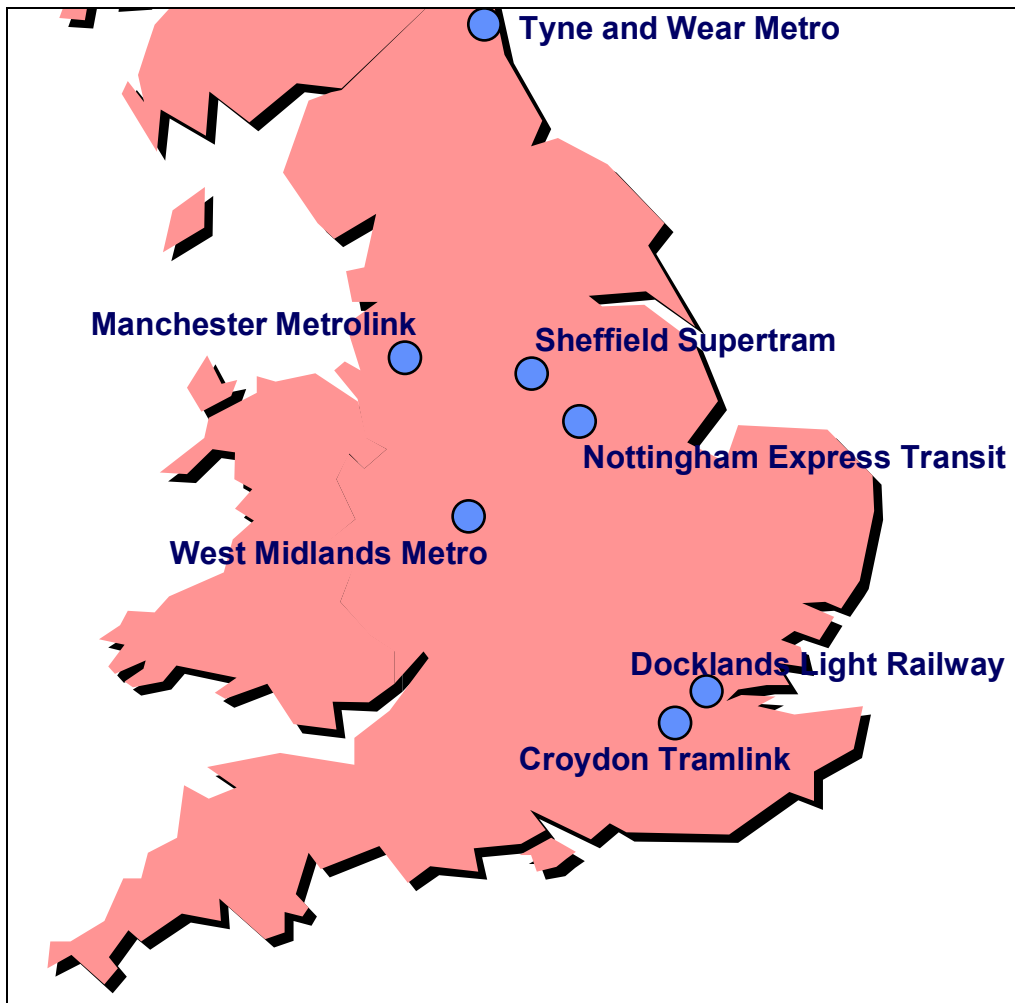 Tyne and Wear Metro
Manchester Metrolink
Sheffield Supertram
Nottingham Express Transit
West Midlands Metro
Docklands Light Railway
Croydon Tramlink